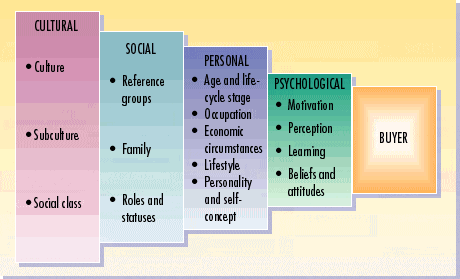 CULTURAL
• Culture
• Subculture
• Social class
SOCIAL
• Reference
groups
• Family
• Roles and
statuses
PERSONAL
• Age and life-
cycle stage
• Occupation
• Economic
circumstances
• Lifestyle
• Personality
and self-
concept
PSYCHOLOGICAL
• Motivation
• Perception
• Learning
• Beliefs and
attitudes
BUYER